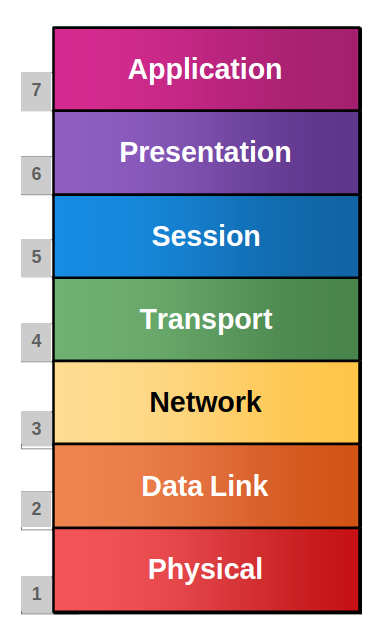 Application
7
Presentation
6
Session
5
Transport
4
Network
3
Data Link
2
Physical
1